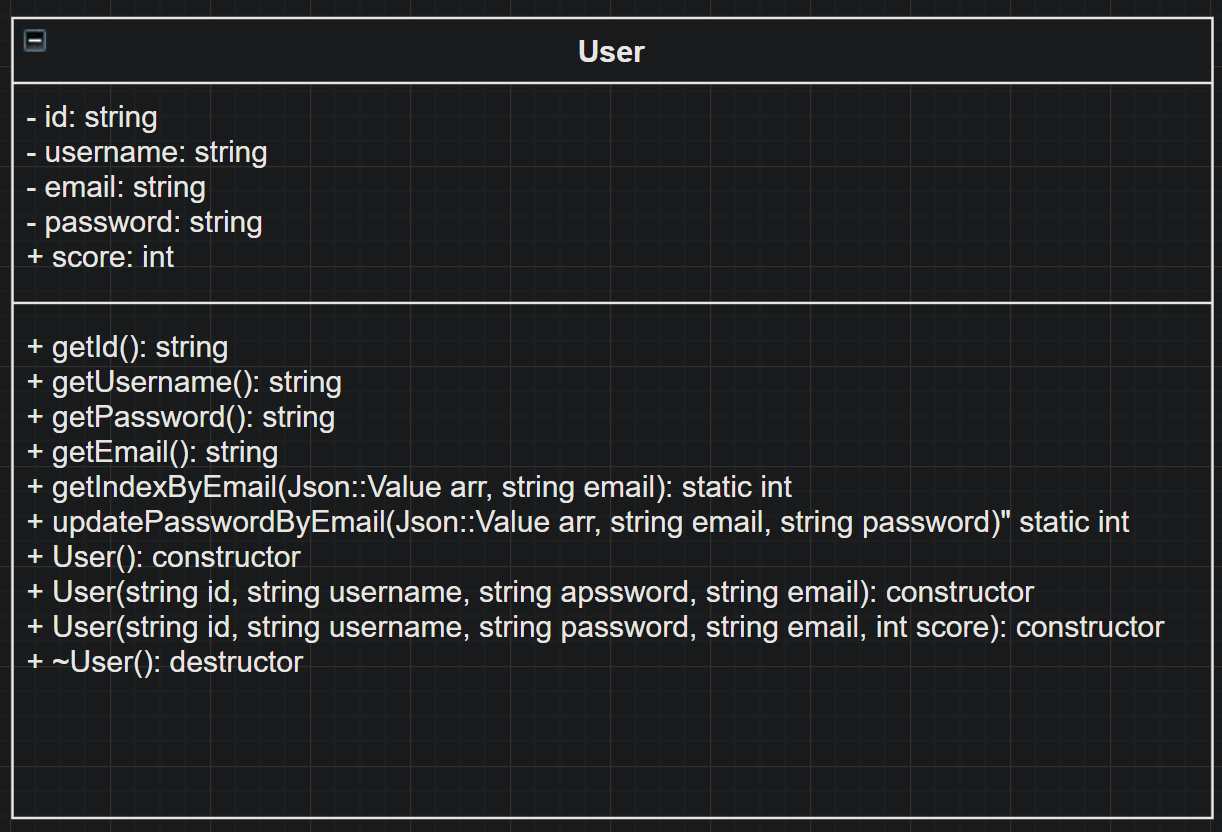 User
- id: string
- username: string
- email: string
- password: string
+ score: int
+ getId(): string
+ getUsername(): string
+ getPassword(): string
+ getEmail(): string
+ getIndexByEmail(Json::Value arr, string email): static int
+ updatePasswordByEmail(Json::Value arr, string email, string password)" static int
+ User(): constructor
+ User(string id, string username, string apssword, string email): constructor
+ User(string id, string username, string password, string email, int score): constructor
+ ~User(): destructor